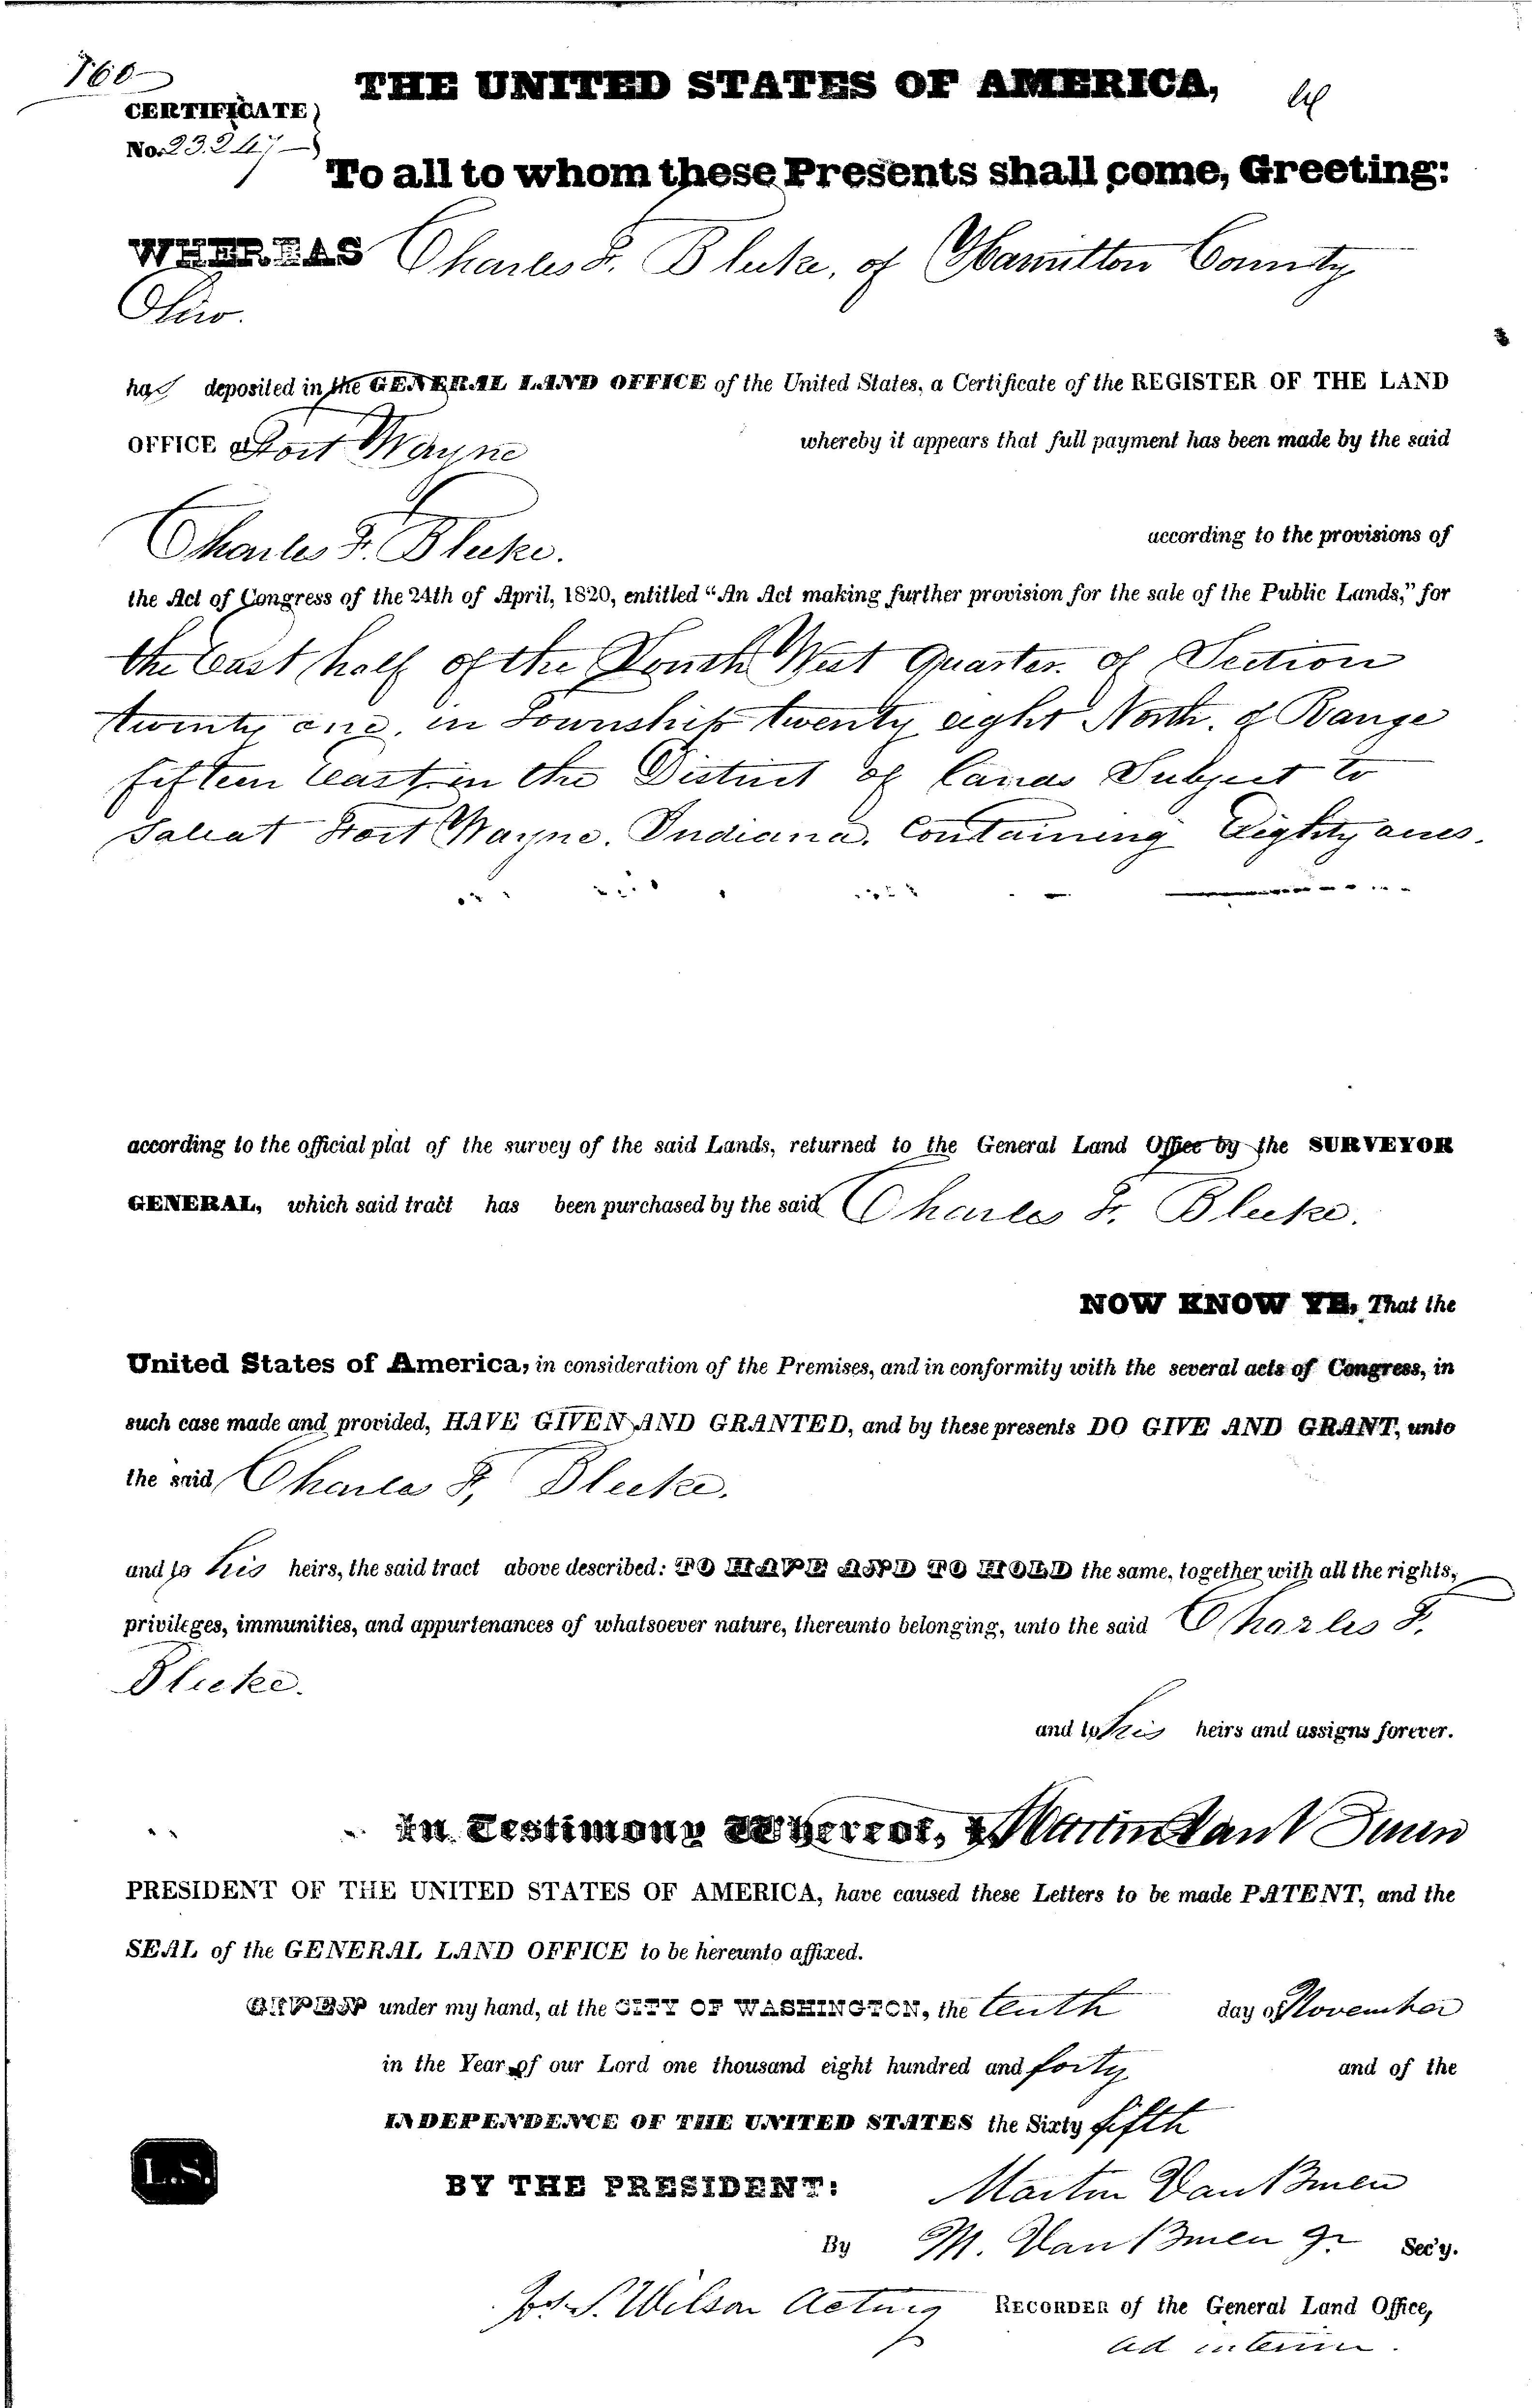 760
THE UNITED STATES OF AMERICA,
CERTIFICATE
No. 23.247
To all to whom these Presents shall come, Greeting:
WHEREAS Charles F. Bleeke, of Hamilton County
Ohio.
has deposited in the GENERAL LAND OFFICE of the United States, a Certificate of the REGISTER OF THE LAND
OFFICE at Fort Wayne whereby it appears that full payment has been made by the said
Charles F. Bleeke. according to the provisions of
the Act of Congress of the 24th of April, 1820, entitled “An Act making further provision for the sale of the Public Lands,” for
the East half of the South West Quarter. of Section
twenty one, in Township twenty eight North. of Range
fifteen East, in the District of Lands Subject to
Sale at Fort Wayne. Indiana. Containing Eighty acres.
according to the official plat of the survey of the said Lands, returned to the General Land Office by the SURVEYOR
GENERAL, which said tract has been purchased by the said Charles F. Bleeke.
NOW KNOW YE, That the
United States of America, in consideration of the Premises, and in conformity with the several acts of Congress, in
such case made and provided, HAVE GIVEN AND GRANTED, and by these presents DO GIVE AND GRANT, unto
the said Charles F, Bleeke.
and to his heirs, the said tract above described: TO HAVE AND TO HOLD the same, together with all the rights,
privileges, immunities, and appurtenances of whatsoever nature, thereunto belonging, unto the said Charles F.
Bleeke.
and to his heirs and assigns forever.
In Testimony Whereof, I, Martin Van Buren
PRESIDENT OF THE UNITED STATES OF AMERICA, have caused these Letters to be made PATENT, and the
SEAL of the GENERAL LAND OFFICE to be hereunto affixed.
GIVEN under my hand, at the CITY OF WASHINGTON, the tenth day of November
in the Year of our Lord one thousand eight hundred and forty and of the
INDEPENDENCE OF THE UNITED STATES the Sixty fifth
L.S.
BY THE PRESIDENT: Martin Van Buren
By M. Van Buren Jr Sec'y.
Jos. S. Wilson Acting RECORDER of the General Land Office,
ad interim.